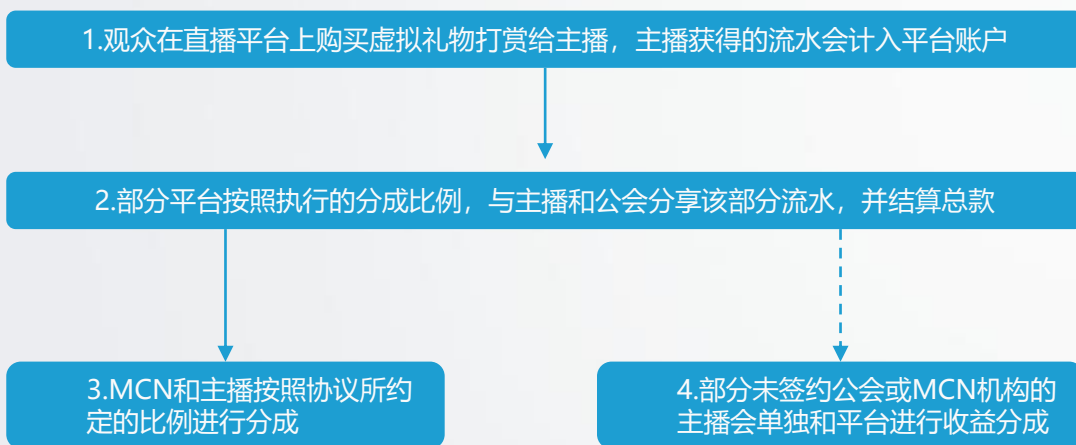 1.观众在直播平台上购买虚拟礼物打赏给主播，主播获得的流水会计入平台账户
2.部分平台按照执行的分成比例，与主播和公会分享该部分流水，并结算总款
3.MCN和主播按照协议所约
定的比例进行分成
4.部分未签约公会或MCN机构的
主播会单独和平台进行收益分成